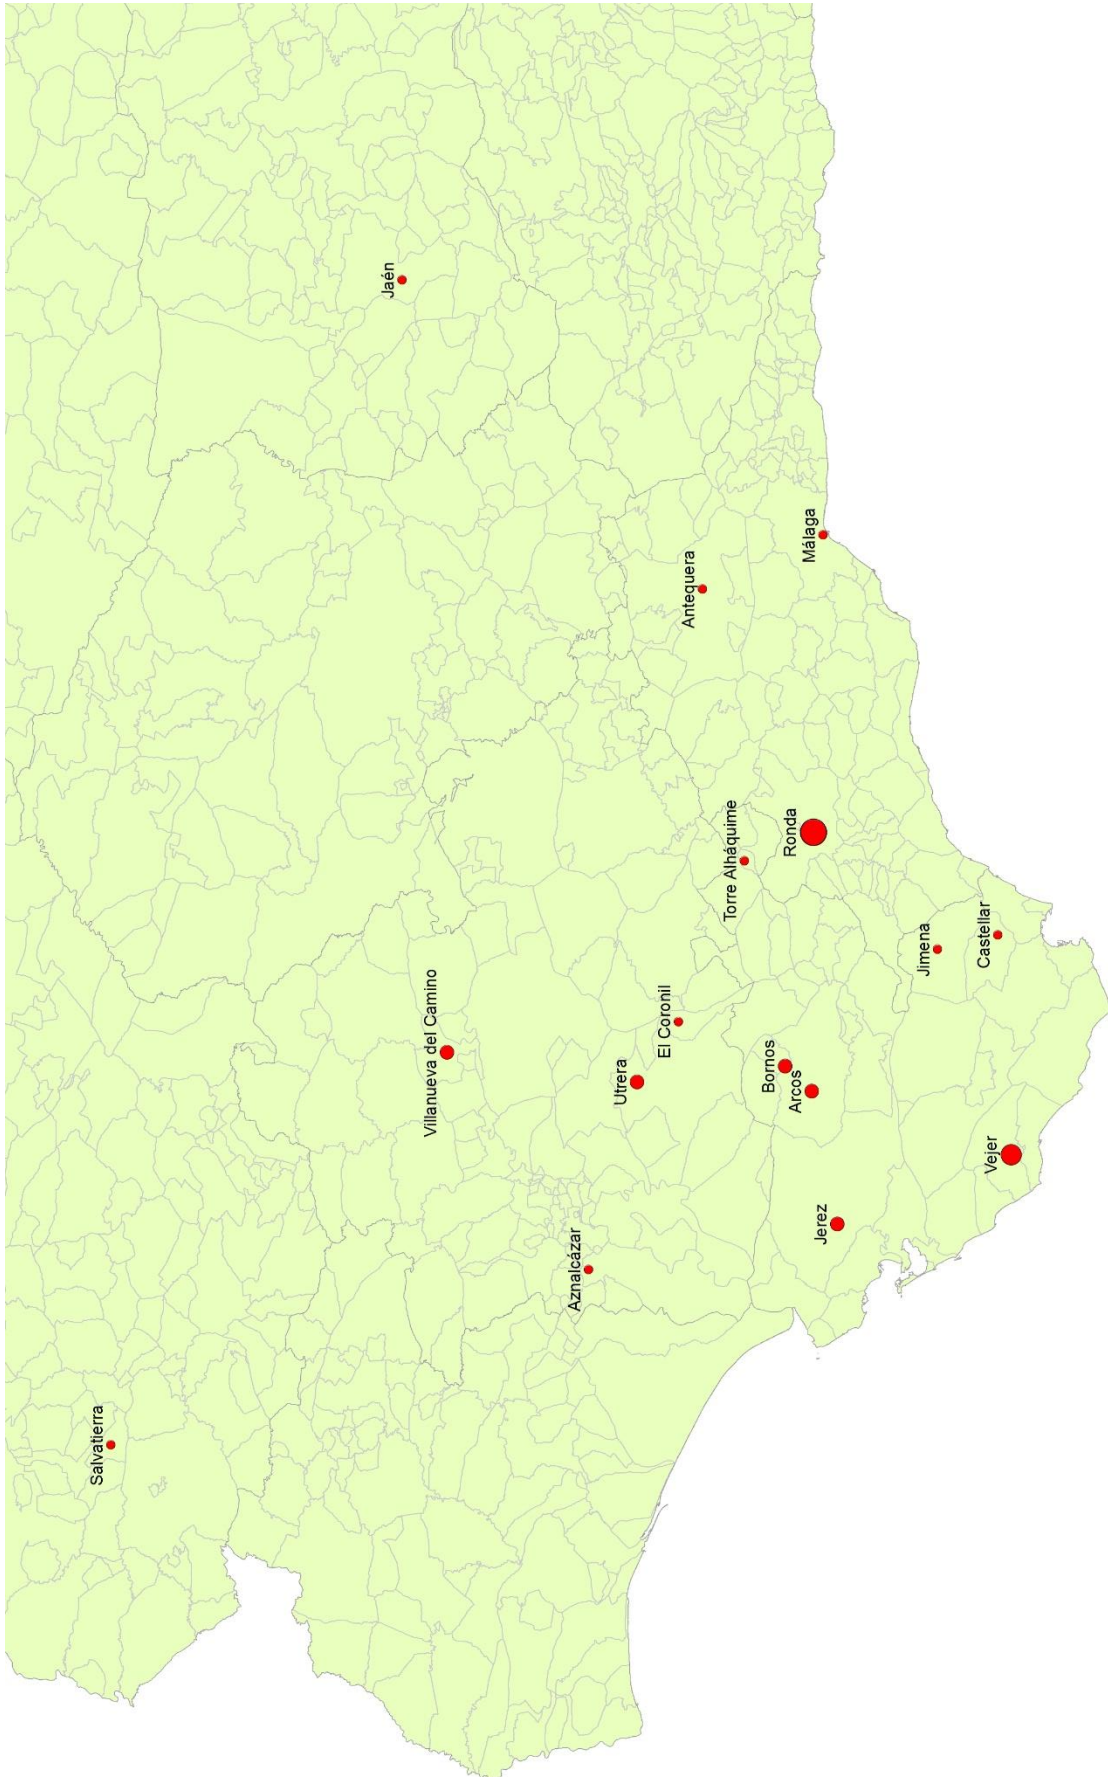 Salvatierra
Jaén
Villanueva del Camino
Aznalcázar
Utrera
El Coronil
Antequera
Torre Alháquime
Málaga
Bornos
Arcos
Ronda
Jerez
Jimena
Castellar
Vejer